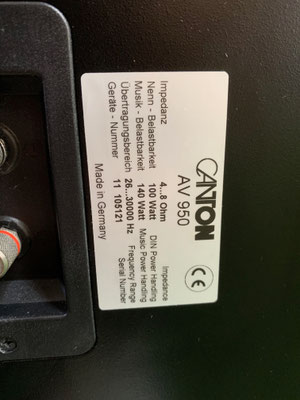 CANTON
AV 950
CE
Impedanz 4...8 Ohm Impedance
Nenn - Belastbarkeit 100 Watt DIN Power Handling
Musik - Belastbarkeit 140 Watt Music Power Handling
Übertragungsbereich 26...30000 Hz Frequency Range
Geräte - Nummer 11 105121 Serial Number
Made in Germany